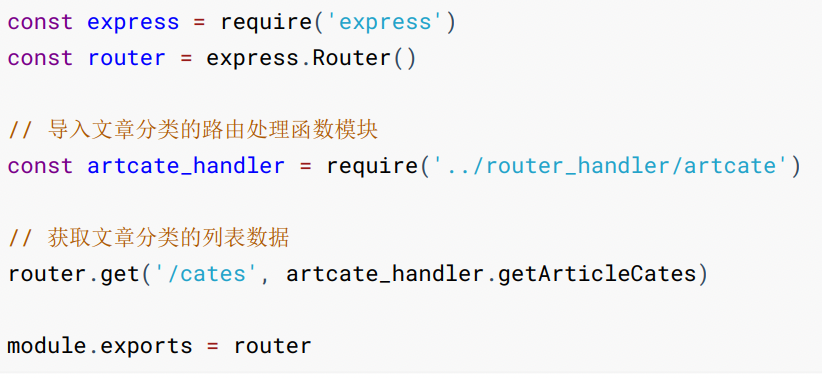 const express = require('express')
const router = express.Router()
// 导入文章分类的路由处理函数模块
const artcate_handler = require('../router_handler/artcate')
// 获取文章分类的列表数据
router.get('/cates', artcate_handler.getArticleCates)
module.exports = router